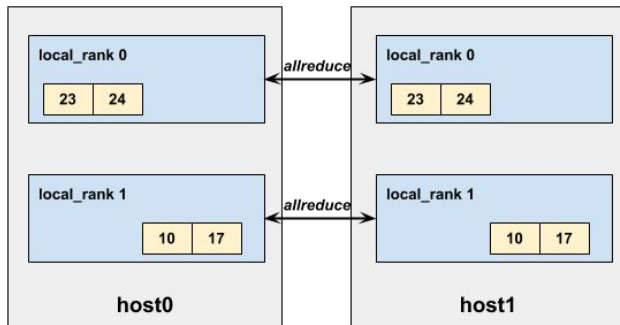 local_rank 0
23 24
allreduce
local_rank 0
23 24
local_rank 1
10 17
allreduce
local_rank 1
10 17
host0
host1